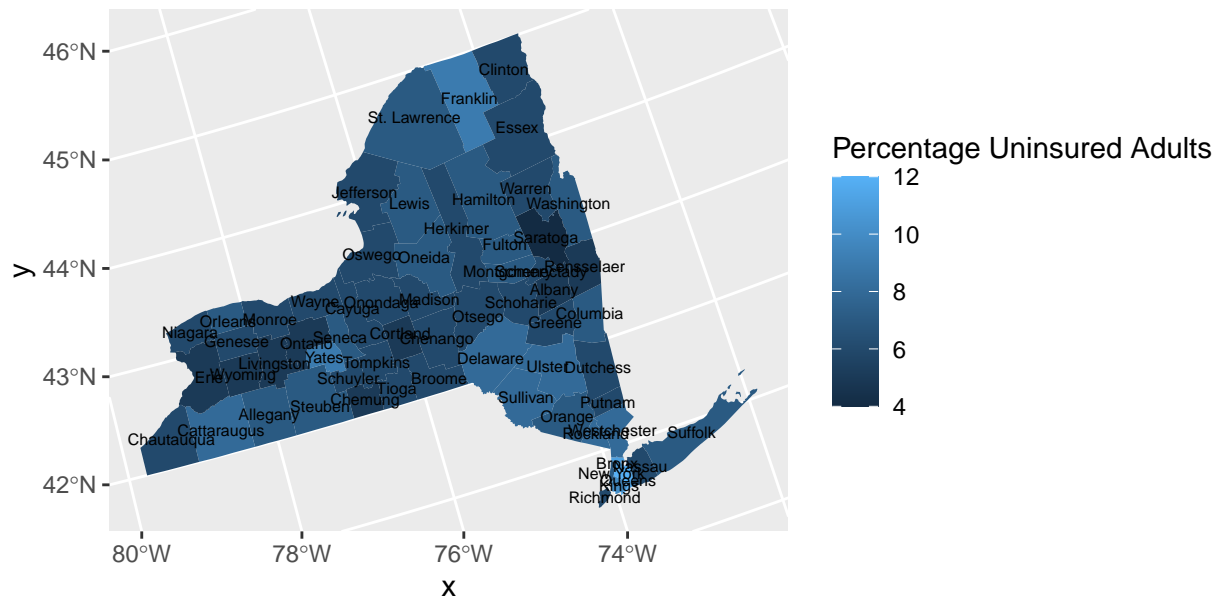 46°N
45°N
44°N
43°N
42°N
y
80°W
78°W
76°W
74°W
x
Clinton
Franklin
St. Lawrence
Essex
Jefferson
Lewis
Hamilton
Warren
Washington
Herkimer
Saratoga
Fulton
Oswego
Oneida
Montgomery
Schenectady
Rensselaer
Albany
Wayne
Onondaga
Madison
Cayuga
Schoharie
Otsego
Columbia
Greene
Orleans
Monroe
Niagara
Genesee
Ontario
Seneca
Cortland
Chenango
Yates
Livingston
Wyoming
Erie
Tompkins
Delaware
Ulster
Dutchess
Schuyler
Broome
Tioga
Chemung
Steuben
Allegany
Sullivan
Putnam
Orange
Westchester
Rockland
Cattaraugus
Chautauqua
Suffolk
Bronx
Nassau
New York
Queens
Kings
Richmond
Percentage Uninsured Adults
12
10
8
6
4